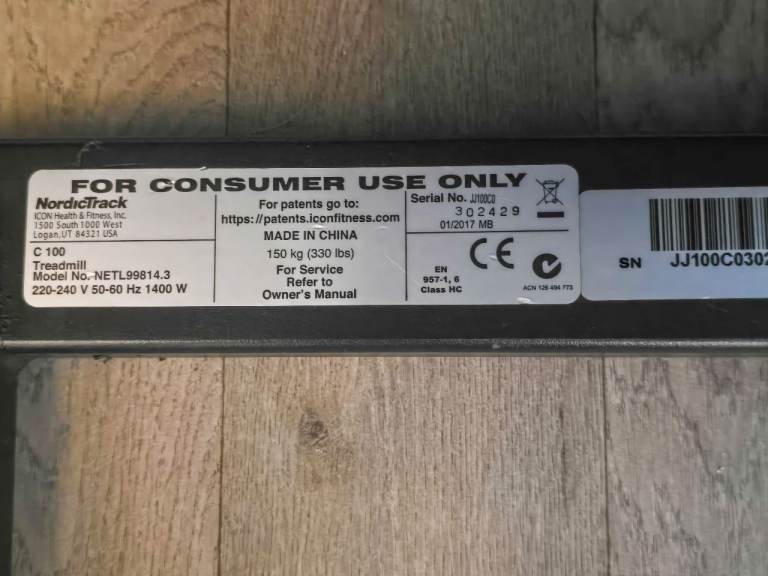 FOR CONSUMER USE ONLY
NordicTrack
ICON Health & Fitness, Inc.
1500 South 1000 West
Logan, UT 84321 USA
C 100
Treadmill
Model No. NETL99814.3
220-240 V 50-60 Hz 1400 W
For patents go to:
https://patents.iconfitness.com
MADE IN CHINA
150 kg (330 lbs)
For Service
Refer to
Owner's Manual
Serial No. JJ100C0
302429
01/2017 MB
CE
EN
957-1, 6
Class HC
ACN 126 494 773
SN JJ100C0302